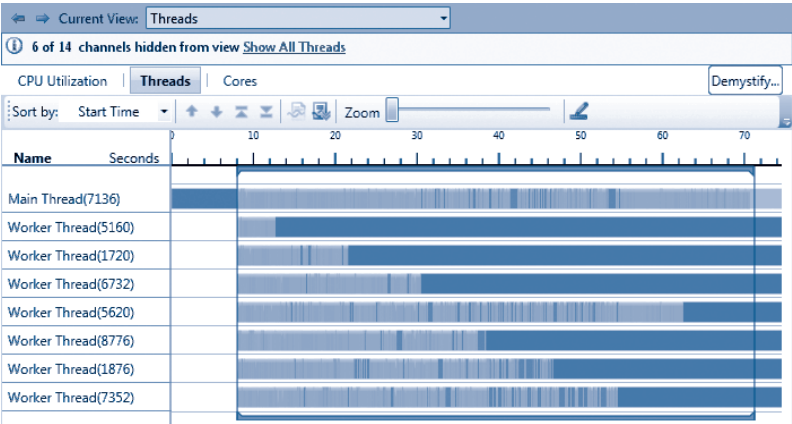 Current View: Threads
6 of 14 channels hidden from view Show All Threads
CPU Utilization Threads Cores Demystify...
Sort by: Start Time Zoom
0 10 20 30 40 50 60 70
Name Seconds
Main Thread(7136)
Worker Thread(5160)
Worker Thread(1720)
Worker Thread(6732)
Worker Thread(5620)
Worker Thread(8776)
Worker Thread(1876)
Worker Thread(7352)